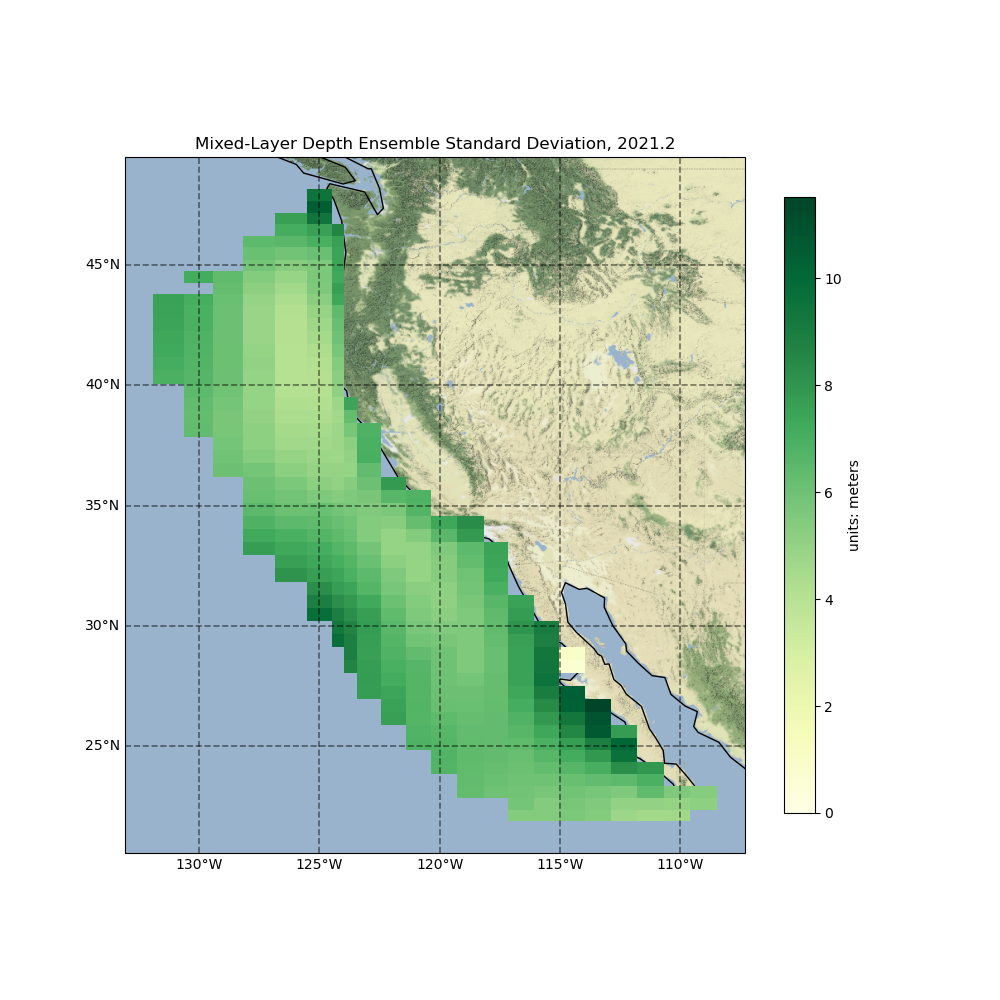 Mixed-Layer Depth Ensemble Standard Deviation, 2021.2
45°N
40°N
35°N
30°N
25°N
130°W
125°W
120°W
115°W
110°W
10
8
6
4
2
0
units: meters